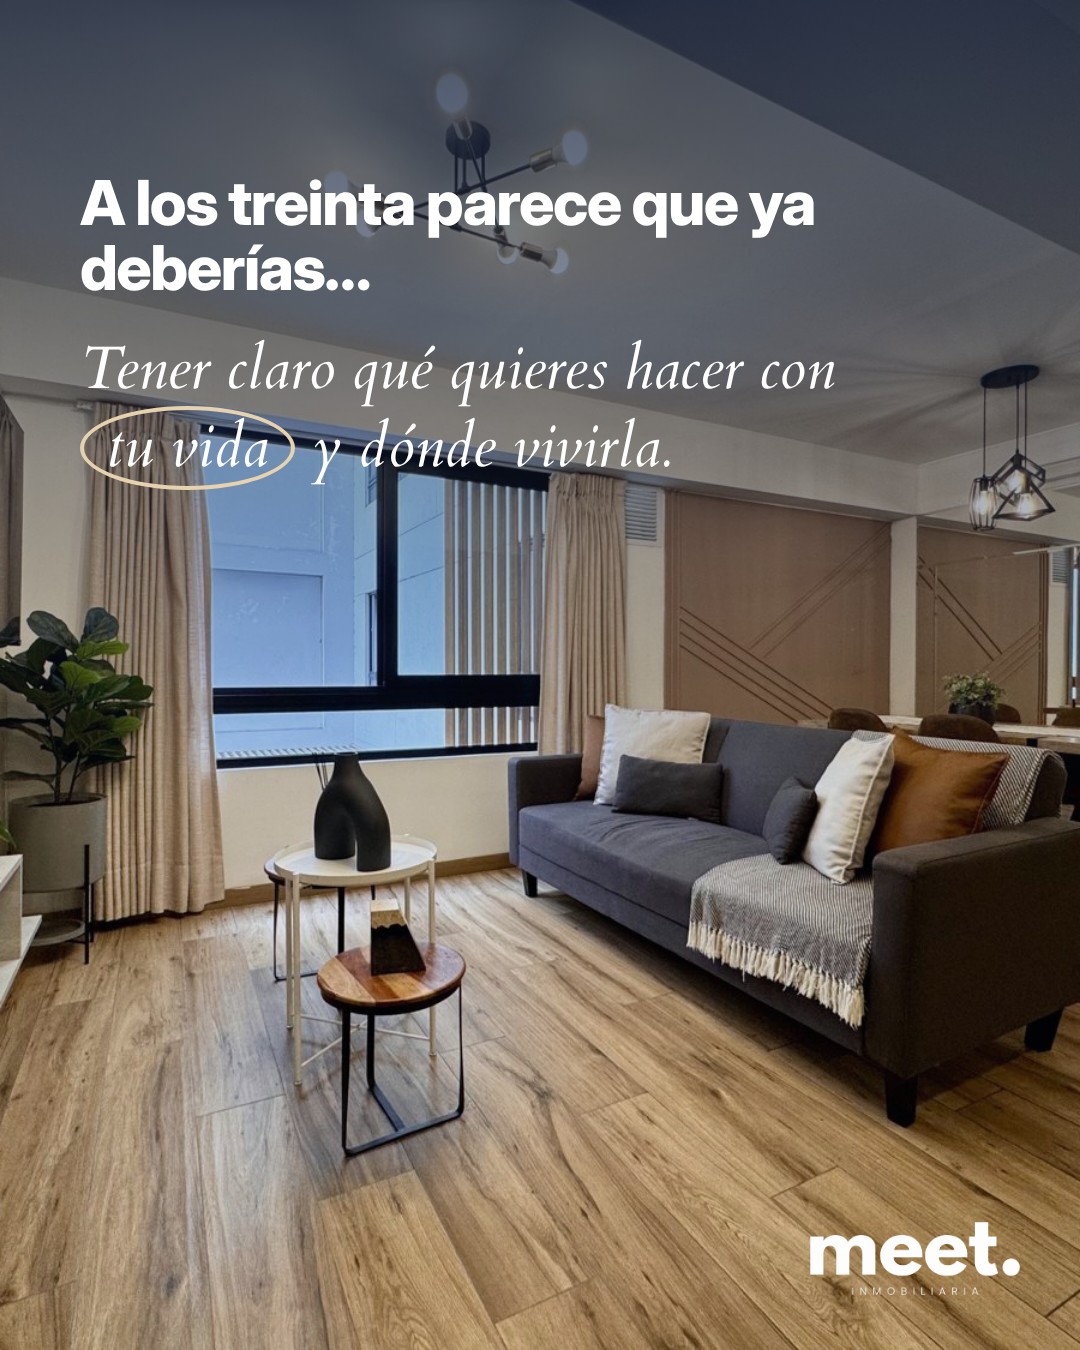 A los treinta parece que ya
deberías...
Tener claro qué quieres hacer con
tu vida y dónde vivirla.
meet.
INMOBILIARIA